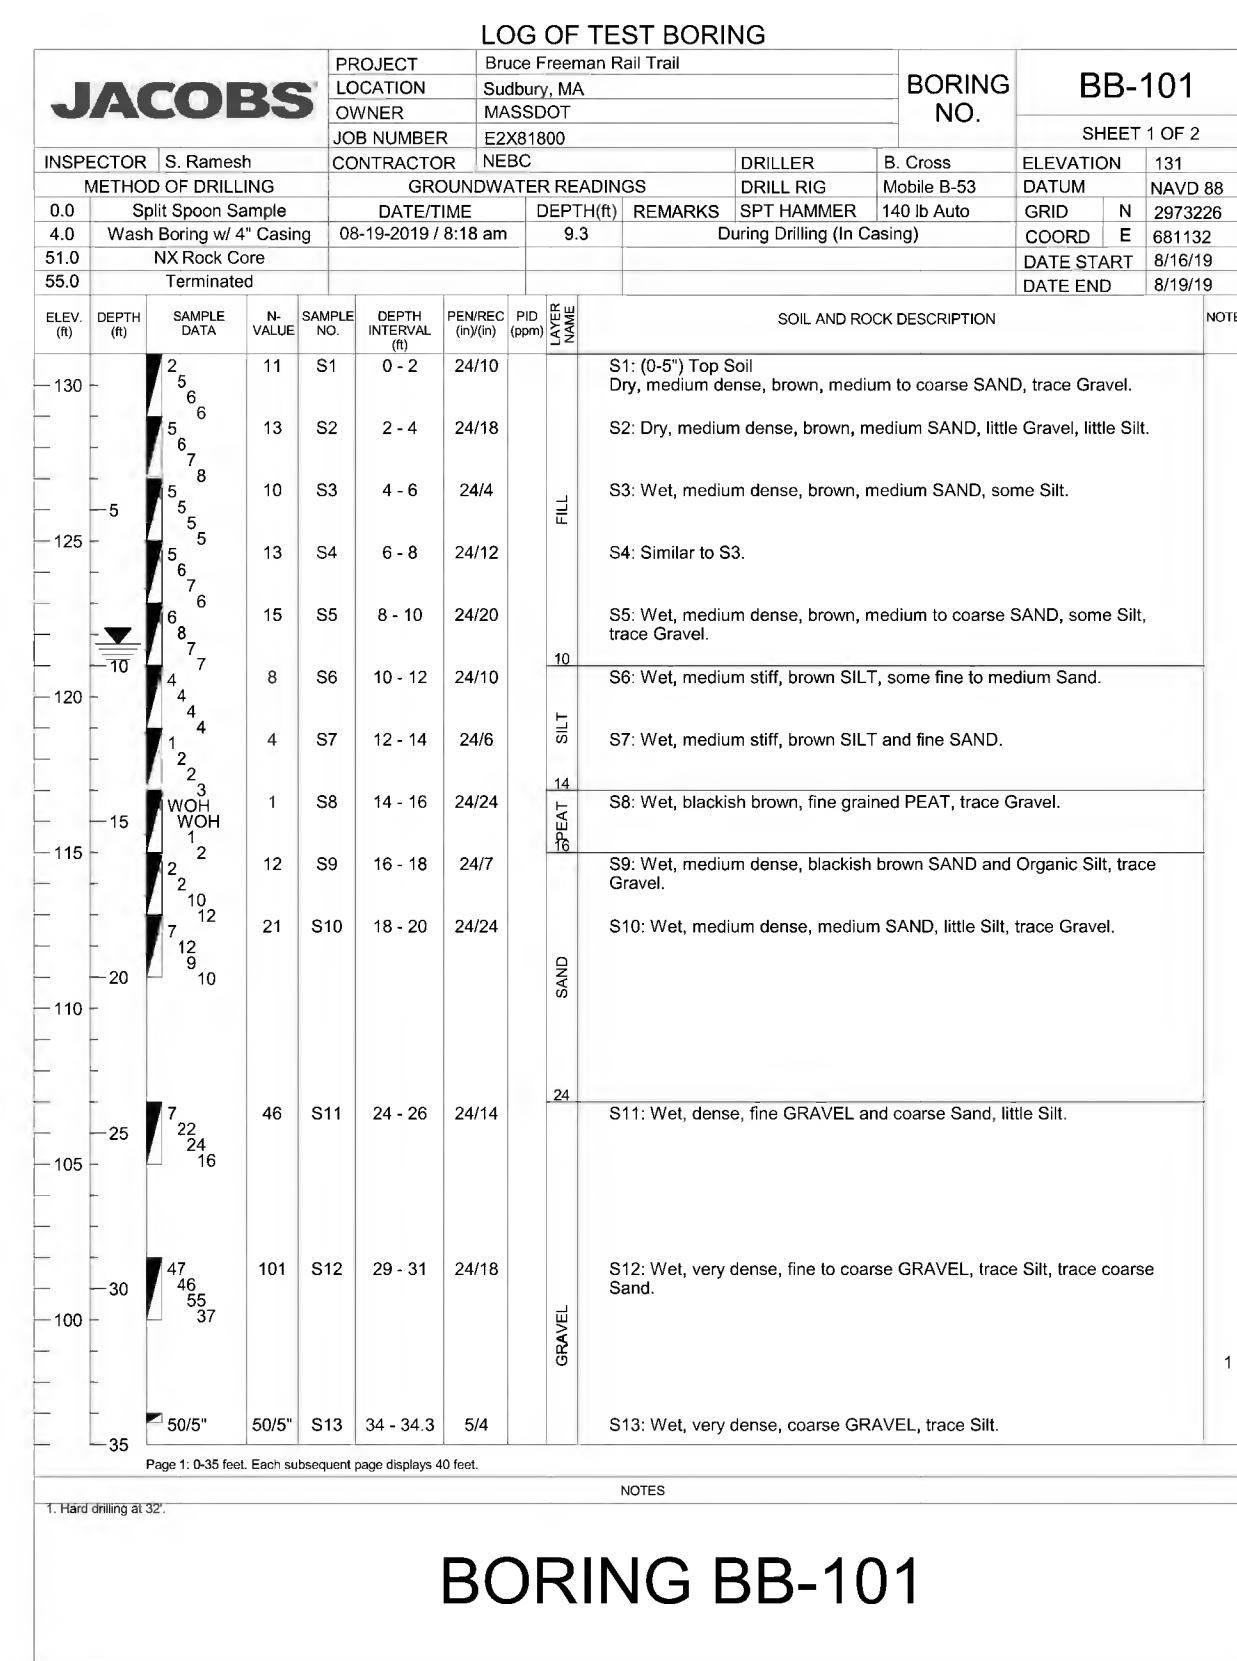 LOG OF TEST BORING
JACOBS
PROJECT Bruce Freeman Rail Trail
LOCATION Sudbury, MA
OWNER MASSDOT
JOB NUMBER E2X81800
BORING NO. BB-101
SHEET 1 OF 2
INSPECTOR S. Ramesh CONTRACTOR NEBC DRILLER B. Cross ELEVATION 131
METHOD OF DRILLING GROUNDWATER READINGS DRILL RIG Mobile B-53 DATUM NAVD 88
0.0 Split Spoon Sample DATE/TIME DEPTH(ft) REMARKS SPT HAMMER 140 lb Auto GRID N 2973226
4.0 Wash Boring w/ 4" Casing 08-19-2019 / 8:18 am 9.3 During Drilling (In Casing) COORD E 681132
51.0 NX Rock Core DATE START 8/16/19
55.0 Terminated DATE END 8/19/19
ELEV. (ft) DEPTH (ft) SAMPLE DATA N-VALUE SAMPLE NO. DEPTH INTERVAL (ft) PEN/REC (in)/(in) PID (ppm) LAYER NAME SOIL AND ROCK DESCRIPTION NOTE
2 11 S1 0 - 2 24/10 S1: (0-5") Top Soil
130 5 Dry, medium dense, brown, medium to coarse SAND, trace Gravel.
6
6
5 13 S2 2 - 4 24/18 S2: Dry, medium dense, brown, medium SAND, little Gravel, little Silt.
6
7
8
5 10 S3 4 - 6 24/4 S3: Wet, medium dense, brown, medium SAND, some Silt.
5 5 FILL
5
125 5
5 13 S4 6 - 8 24/12 S4: Similar to S3.
6
7
6
6 15 S5 8 - 10 24/20 S5: Wet, medium dense, brown, medium to coarse SAND, some Silt,
8 trace Gravel.
7
10 7 10
4 8 S6 10 - 12 24/10 S6: Wet, medium stiff, brown SILT, some fine to medium Sand.
120 4
4
4 SILT
1 4 S7 12 - 14 24/6 S7: Wet, medium stiff, brown SILT and fine SAND.
2
2
3 14
WOH 1 S8 14 - 16 24/24 S8: Wet, blackish brown, fine grained PEAT, trace Gravel.
15 WOH PEAT
1
115 2 16
2 12 S9 16 - 18 24/7 S9: Wet, medium dense, blackish brown SAND and Organic Silt, trace
2 Gravel.
10
12
7 21 S10 18 - 20 24/24 S10: Wet, medium dense, medium SAND, little Silt, trace Gravel.
12
9
20 10 SAND
110
24
7 46 S11 24 - 26 24/14 S11: Wet, dense, fine GRAVEL and coarse Sand, little Silt.
25 22
24
105 16
47 101 S12 29 - 31 24/18 S12: Wet, very dense, fine to coarse GRAVEL, trace Silt, trace coarse
30 46 Sand.
55
100 37
GRAVEL
1
50/5" 50/5" S13 34 - 34.3 5/4 S13: Wet, very dense, coarse GRAVEL, trace Silt.
35
Page 1: 0-35 feet. Each subsequent page displays 40 feet.
NOTES
1. Hard drilling at 32'.
BORING BB-101